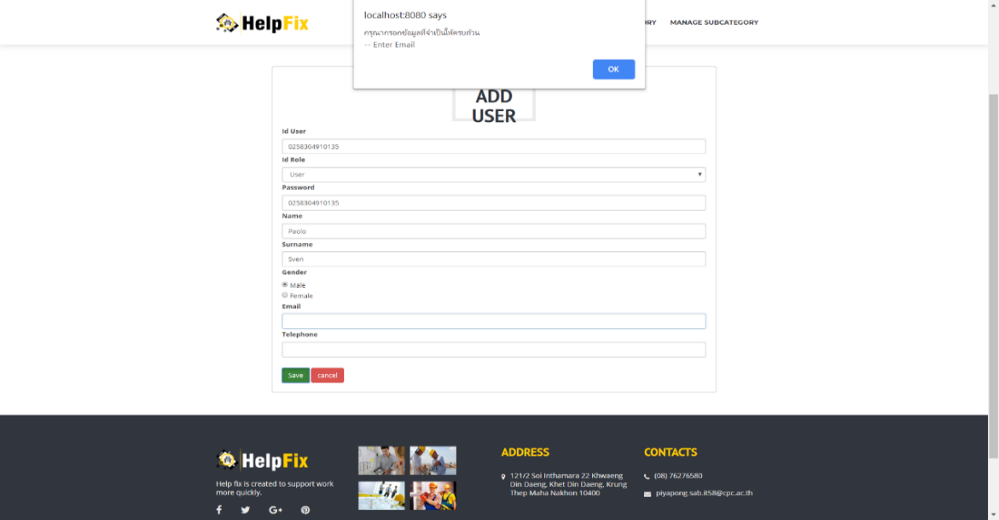 localhost:8080 says
HelpFix
RY MANAGE SUBCATEGORY
กรุณากรอกข้อมูลที่จำเป็นให้ครบถ้วน
-- Enter Email
OK
ADD
USER
Id User
0258304910135
Id Role
User
Password
0258304910135
Name
Paolo
Surname
Sven
Gender
Male
Female
Email
Telephone
Save cancel
HelpFix
Help fix is created to support work
more quickly.
ADDRESS
121/2 Soi Inthamara 22 Khwaeng
Din Daeng, Khet Din Daeng, Krung
Thep Maha Nakhon 10400
CONTACTS
(08) 76276580
piyapong.sab.it58@cpc.ac.th